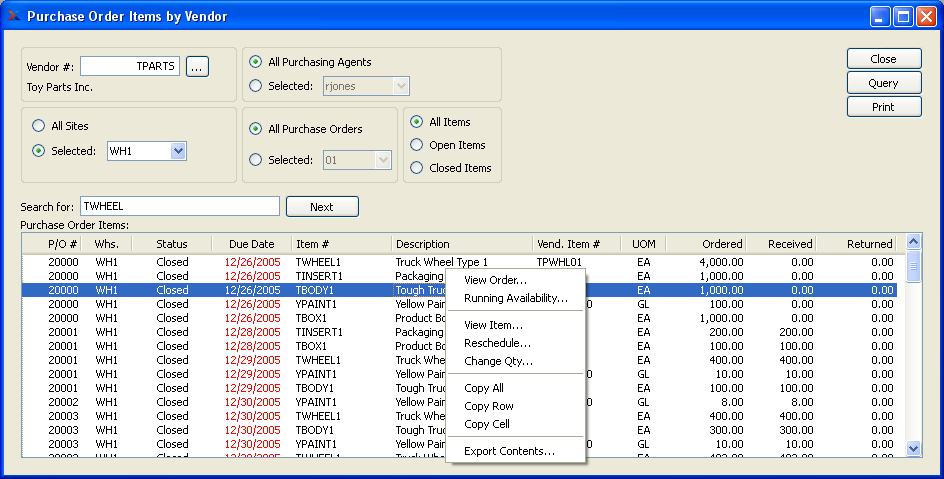 Purchase Order Items by Vendor
Vendor #: TPARTS ...
Toy Parts Inc.
All Purchasing Agents
Selected: rjones
Close
Query
Print
All Sites
Selected: WH1
All Purchase Orders
Selected: 01
All Items
Open Items
Closed Items
Search for: TWHEEL Next
Purchase Order Items:
P/O # Whs. Status Due Date Item # Description Vend. Item # UOM Ordered Received Returned
20000 WH1 Closed 12/26/2005 TWHEEL1 Truck Wheel Type 1 TPWHL01 EA 4,000.00 0.00 0.00
20000 WH1 Closed 12/26/2005 TINSERT1 Packaging EA 1,000.00 0.00 0.00
20000 WH1 Closed 12/26/2005 TBODY1 Tough Truc EA 1,000.00 0.00 0.00
20000 WH1 Closed 12/26/2005 YPAINT1 Yellow Pain 0 GL 10.00 0.00 0.00
20000 WH1 Closed 12/26/2005 TBOX1 Product Bo EA 1,000.00 0.00 0.00
20001 WH1 Closed 12/28/2005 TINSERT1 Packaging EA 200.00 200.00 0.00
20001 WH1 Closed 12/28/2005 TBOX1 Product Bo EA 100.00 100.00 0.00
20001 WH1 Closed 12/29/2005 TWHEEL1 Truck Whe EA 400.00 400.00 0.00
20001 WH1 Closed 12/29/2005 YPAINT1 Yellow Pain 0 GL 10.00 10.00 0.00
20001 WH1 Closed 12/29/2005 TBODY1 Tough Truc EA 100.00 100.00 0.00
20002 WH1 Closed 12/30/2005 YPAINT1 Yellow Pain 0 GL 8.00 8.00 0.00
20003 WH1 Closed 12/30/2005 TWHEEL1 Truck Whe EA 400.00 400.00 0.00
20003 WH1 Closed 12/30/2005 TBODY1 Tough Truc EA 300.00 300.00 0.00
20003 WH1 Closed 12/30/2005 YPAINT1 Yellow Pain 0 GL 10.00 10.00 0.00
View Order...
Running Availability...
View Item...
Reschedule...
Change Qty...
Copy All
Copy Row
Copy Cell
Export Contents...